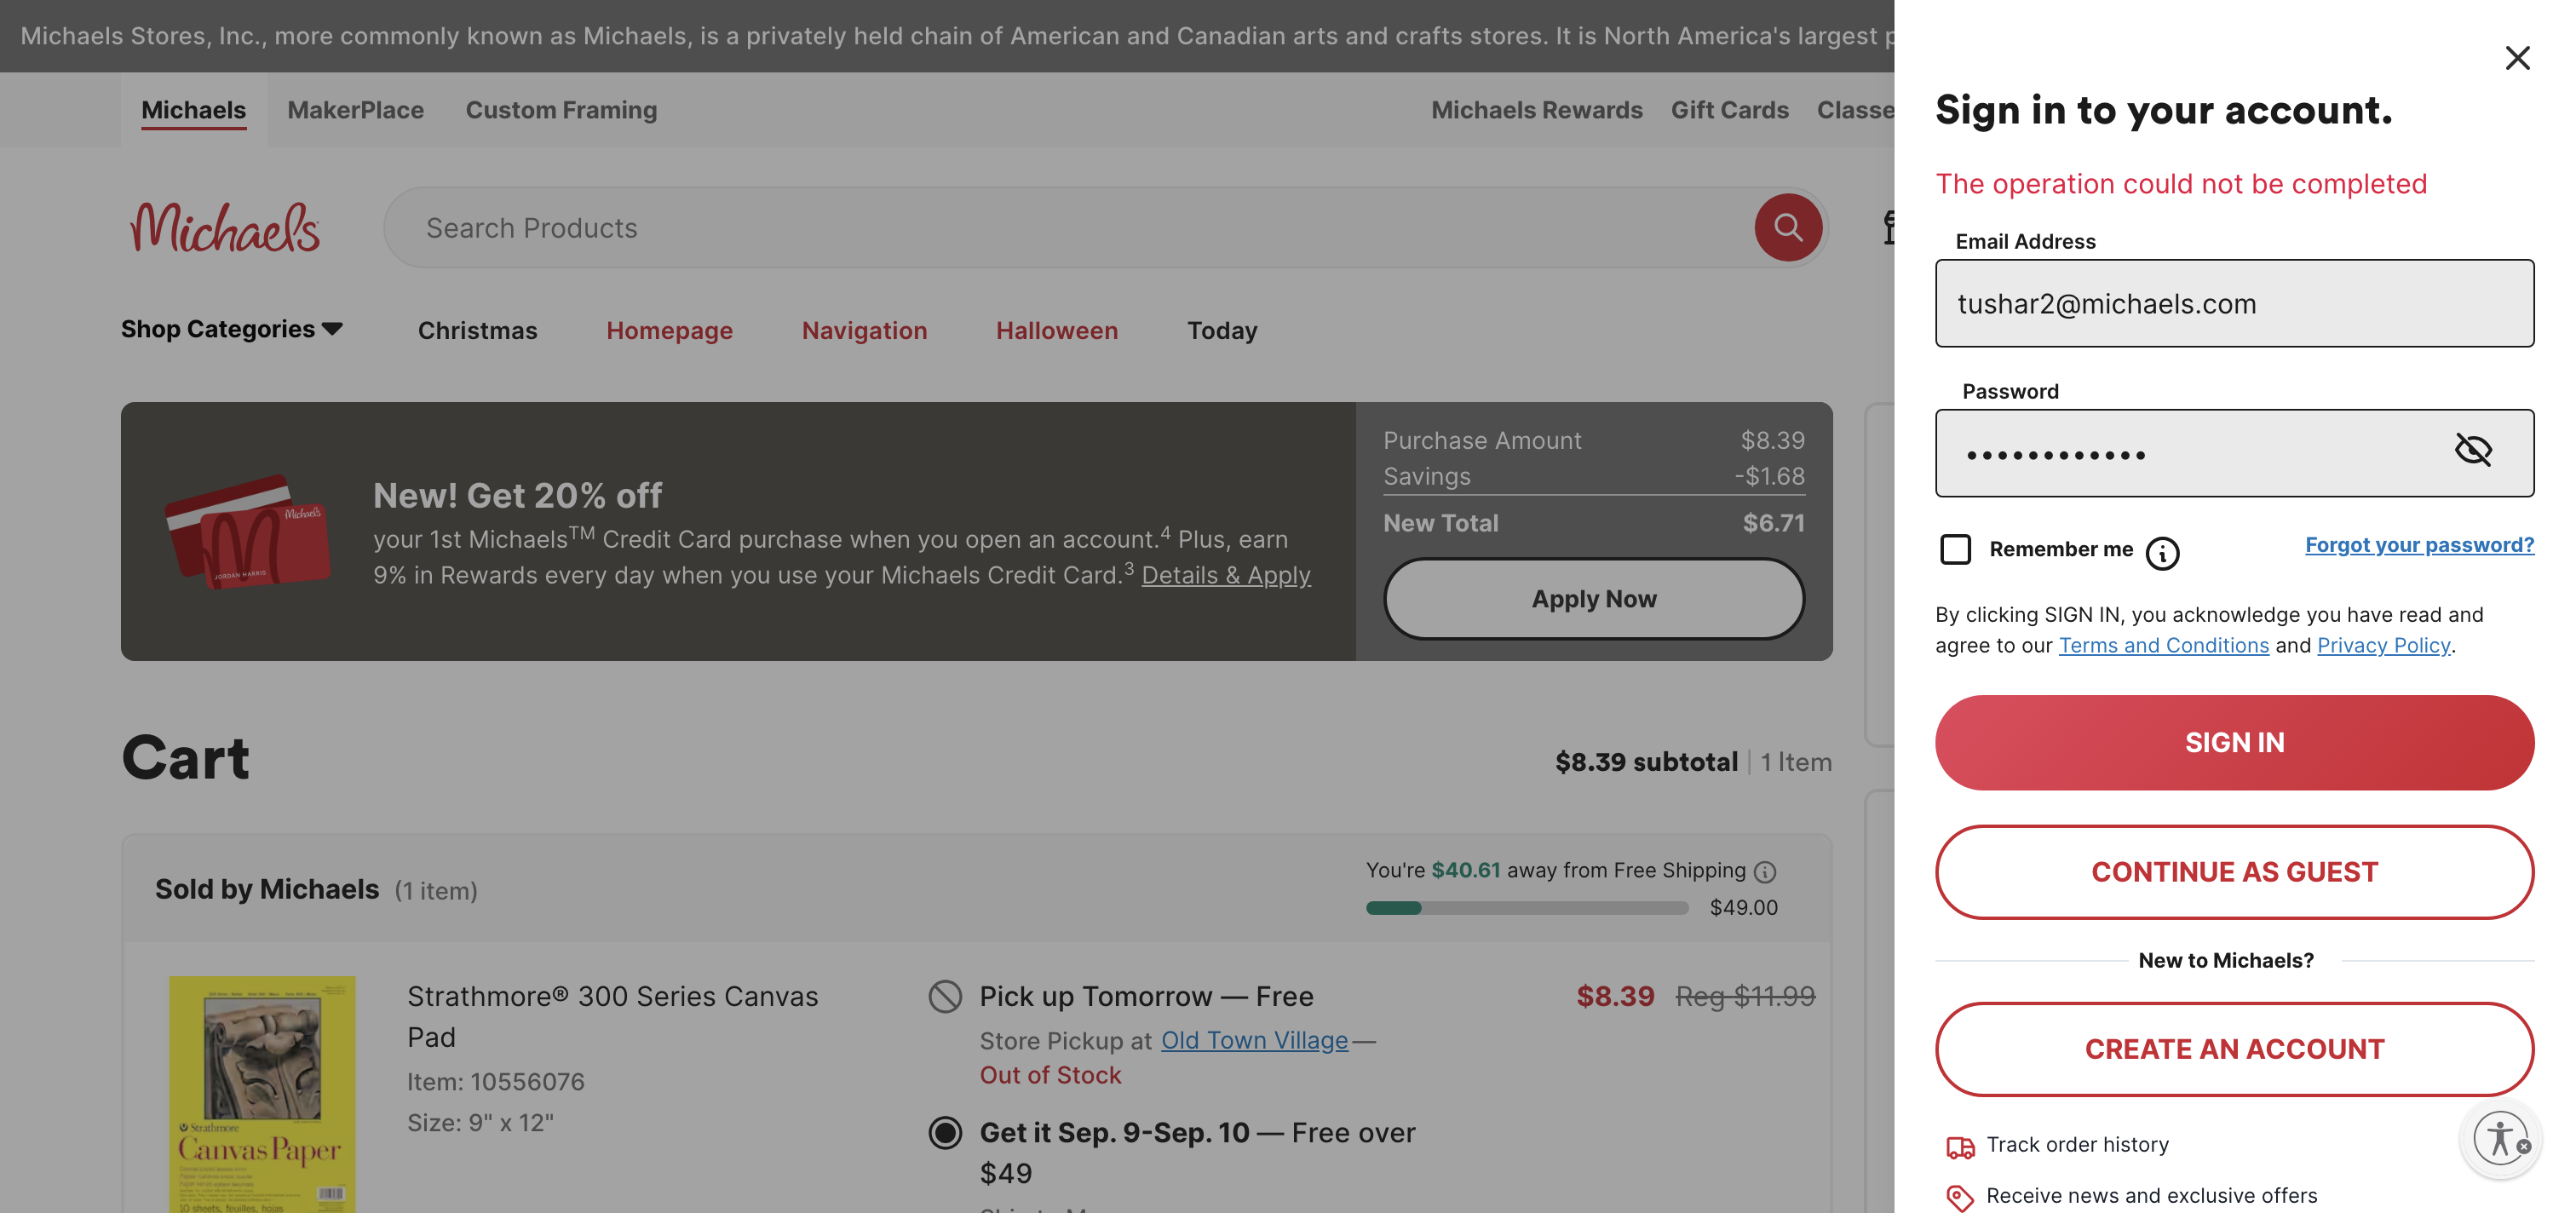 Michaels Stores, Inc., more commonly known as Michaels, is a privately held chain of American and Canadian arts and crafts stores. It is North America's largest
Michaels MakerPlace Custom Framing Michaels Rewards Gift Cards Classe
Michaels Search Products
Shop Categories Christmas Homepage Navigation Halloween Today
Michaels
JORDAN HARRIS
New! Get 20% off
your 1st Michaels™ Credit Card purchase when you open an account.4 Plus, earn
9% in Rewards every day when you use your Michaels Credit Card.3 Details & Apply
Purchase Amount $8.39
Savings -$1.68
New Total $6.71
Apply Now
Cart
$8.39 subtotal | 1 Item
Sold by Michaels (1 item)
You're $40.61 away from Free Shipping
$49.00
Strathmore
Canvas Paper
10 sheets, feuilles, hojas
Strathmore® 300 Series Canvas
Pad
Item: 10556076
Size: 9" x 12"
Pick up Tomorrow — Free
Store Pickup at Old Town Village —
Out of Stock
Get it Sep. 9-Sep. 10 — Free over
$49
$8.39 Reg $11.99
Sign in to your account.
The operation could not be completed
Email Address
tushar2@michaels.com
Password
Remember me
Forgot your password?
By clicking SIGN IN, you acknowledge you have read and
agree to our Terms and Conditions and Privacy Policy.
SIGN IN
CONTINUE AS GUEST
New to Michaels?
CREATE AN ACCOUNT
Track order history
Receive news and exclusive offers